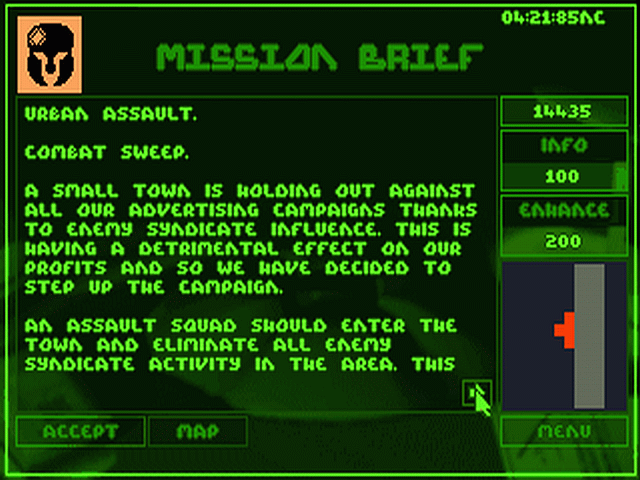 04:21:85NC
MISSION BRIEF
URBAN ASSAULT.
COMBAT SWEEP.
A SMALL TOWN IS HOLDING OUT AGAINST
ALL OUR ADVERTISING CAMPAIGNS THANKS
TO ENEMY SYNDICATE INFLUENCE. THIS IS
HAVING A DETRIMENTAL EFFECT ON OUR
PROFITS AND SO WE HAVE DECIDED TO
STEP UP THE CAMPAIGN.
AN ASSAULT SQUAD SHOULD ENTER THE
TOWN AND ELIMINATE ALL ENEMY
SYNDICATE ACTIVITY IN THE AREA. THIS
14435
INFO
100
ENHANCE
200
ACCEPT
MAP
MENU